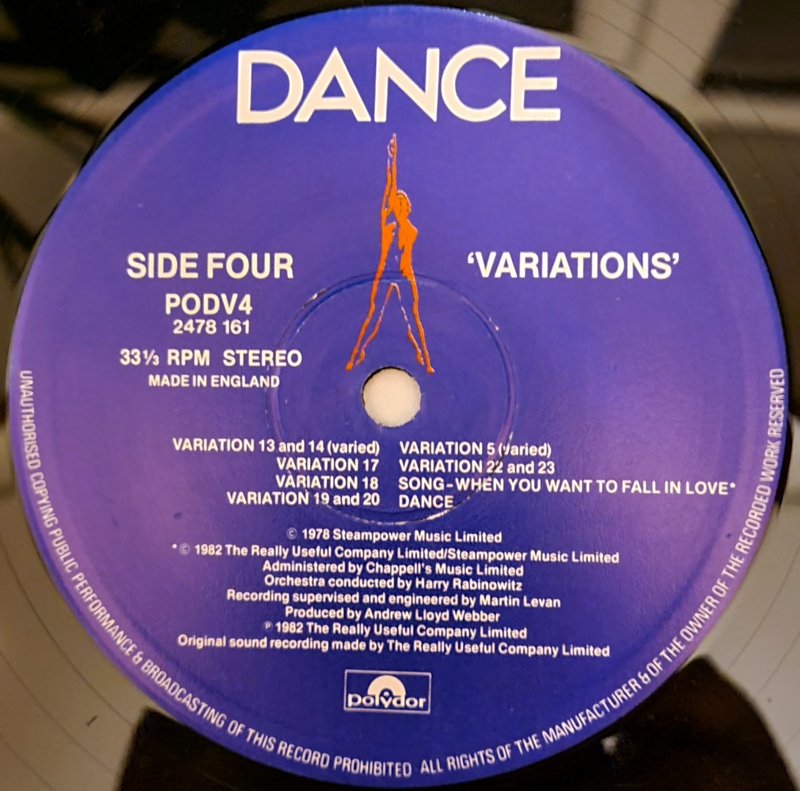 DANCE
SIDE FOUR
'VARIATIONS'
PODV4
2478 161
33⅓ RPM STEREO
MADE IN ENGLAND
VARIATION 13 and 14 (varied)
VARIATION 17
VARIATION 18
VARIATION 19 and 20
VARIATION 5 (varied)
VARIATION 22 and 23
SONG - WHEN YOU WANT TO FALL IN LOVE*
DANCE
© 1978 Steampower Music Limited
*© 1982 The Really Useful Company Limited/Steampower Music Limited
Administered by Chappell's Music Limited
Orchestra conducted by Harry Rabinowitz
Recording supervised and engineered by Martin Levan
Produced by Andrew Lloyd Webber
℗ 1982 The Really Useful Company Limited
Original sound recording made by The Really Useful Company Limited
polydor
UNAUTHORISED COPYING PUBLIC PERFORMANCE & BROADCASTING OF THIS RECORD PROHIBITED ALL RIGHTS OF THE MANUFACTURER & OF THE OWNER OF THE RECORDED WORK RESERVED